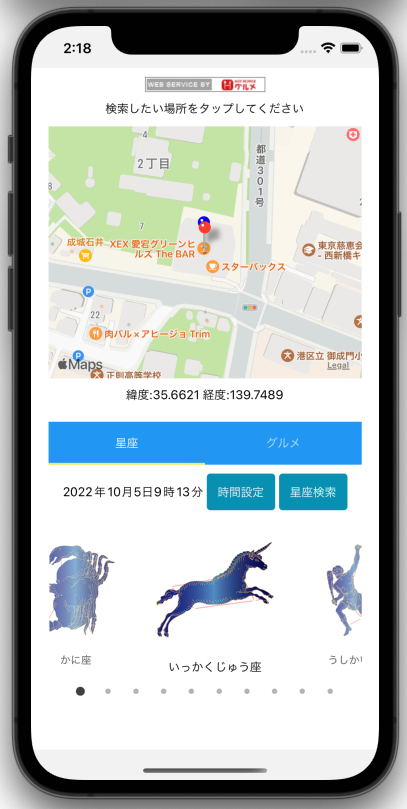 2:18
WEB SERVICE BY HOT PEPPER グルメ
検索したい場所をタップしてください
4
2丁目
都道301号
7
成城石井
XEX 愛宕グリーンヒ
ルズ The BAR
東京慈恵会
- 西新橋キ
スターバックス
P
22
肉バル×アヒージョ Trim
P
港区立 御成門小
Maps
Legal
正則高等学校
緯度:35.6621 経度:139.7489
星座
グルメ
2022年10月5日9時13分
時間設定
星座検索
かに座
いっかくじゅう座
うしか